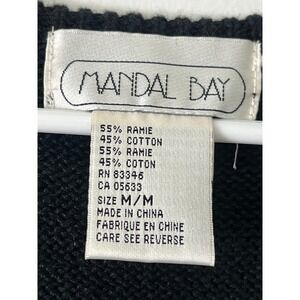 MANDAL BAY
55% RAMIE
45% COTTON
55% RAMIE
45% COTON
RN 83346
CA 05633
SIZE M/M
MADE IN CHINA
FABRIQUE EN CHINE
CARE SEE REVERSE